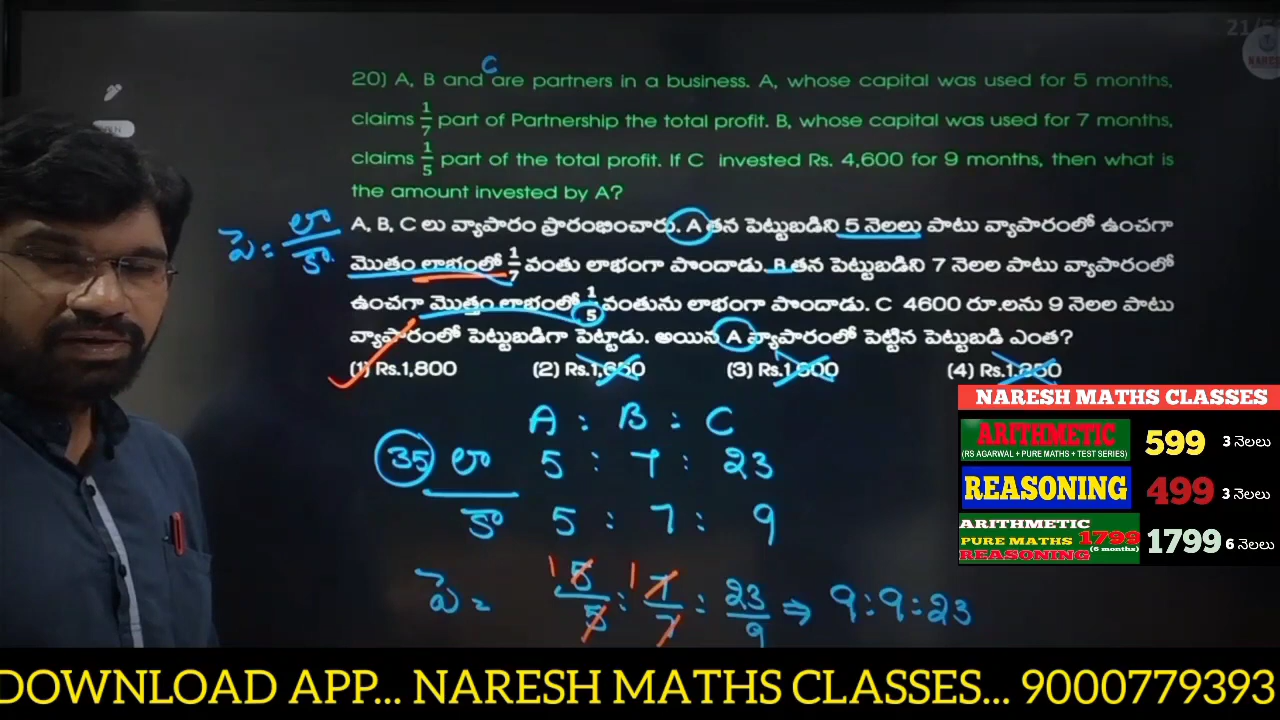 21/5
NARESH
20) A, B and C are partners in a business. A, whose capital was used for 5 months,
claims 1/7 part of Partnership the total profit. B, whose capital was used for 7 months,
claims 1/5 part of the total profit. If C invested Rs. 4,600 for 9 months, then what is
the amount invested by A?
A, B, C లు వ్యాపారం ప్రారంభించారు. A తన పెట్టుబడిని 5 నెలలు పాటు వ్యాపారంలో ఉంచగా
మొతం లాభంలో 1/7 వంతు లాభంగా పొందాడు. B తన పెట్టుబడిని 7 నెలల పాటు వ్యాపారంలో
ఉంచగా మొత్తం లాభంలో 1/5 వంతును లాభంగా పొందాడు. C 4600 రూ.లను 9 నెలల పాటు
వ్యాపారంలో పెట్టుబడిగా పెట్టాడు. అయిన A వ్యాపారంలో పెట్టిన పెట్టుబడి ఎంత?
పె = లా/కా
(1) Rs.1,800 (2) Rs.1,650 (3) Rs.1,600 (4) Rs.1,250
A : B : C
35 లా 5 : 7 : 23
కా 5 : 7 : 9
పె = 1 5/5 : 1 7/7 : 23/9 ⇒ 9:9:23
NARESH MATHS CLASSES
ARITHMETIC 599 3 నెలలు
(RS AGARWAL + PURE MATHS + TEST SERIES)
REASONING 499 3 నెలలు
ARITHMETIC
PURE MATHS 1799 1799 6 నెలలు
REASONING (6 months)
DOWNLOAD APP... NARESH MATHS CLASSES... 9000779393